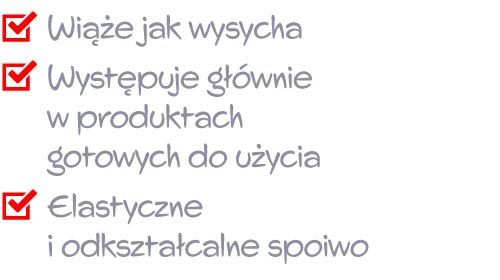 Wiąże jak wysycha
Występuje głównie
w produktach
gotowych do użycia
Elastyczne
i odkształcalne spoiwo